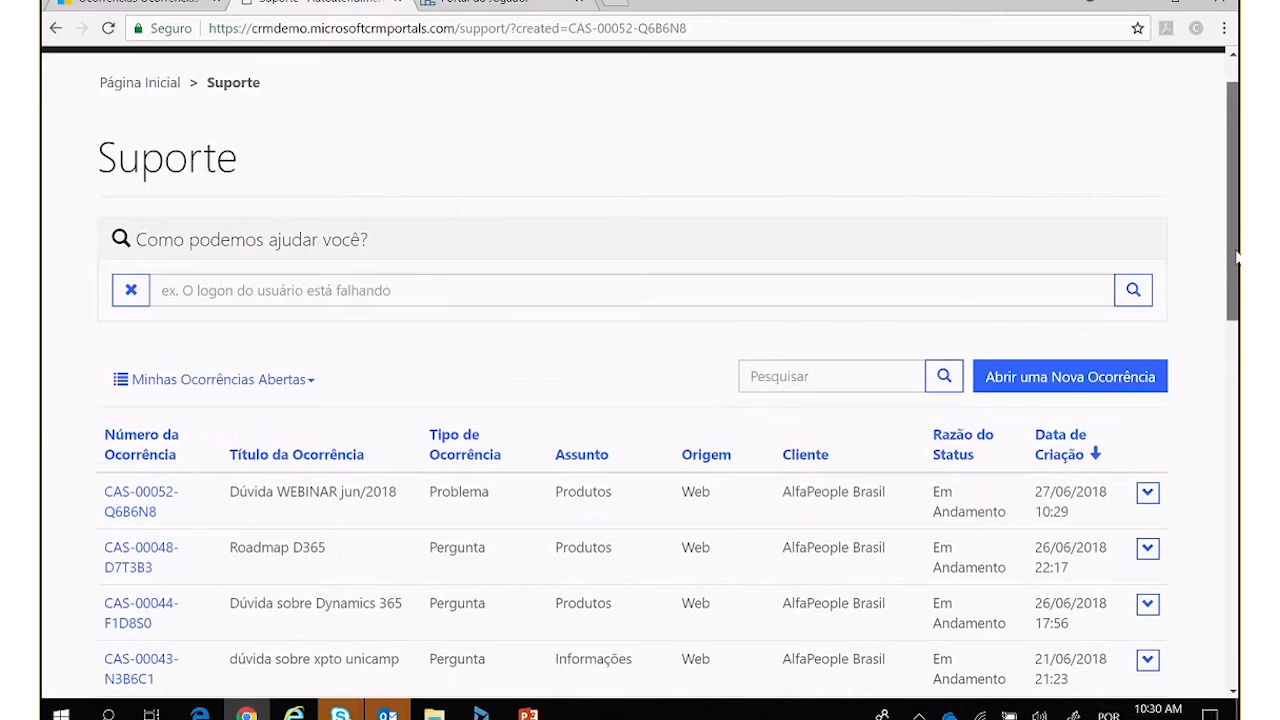 Seguro
https://crmdemo.microsoftcrmportals.com/support/?created=CAS-00052-Q6B6N8
Página Inicial > Suporte
Suporte
Como podemos ajudar você?
ex. O logon do usuário está falhando
Minhas Ocorrências Abertas
Pesquisar
Abrir uma Nova Ocorrência
Número da Ocorrência Título da Ocorrência Tipo de Ocorrência Assunto Origem Cliente Razão do Status Data de Criação
CAS-00052-Q6B6N8 Dúvida WEBINAR jun/2018 Problema Produtos Web AlfaPeople Brasil Em Andamento 27/06/2018 10:29
CAS-00048-D7T3B3 Roadmap D365 Pergunta Produtos Web AlfaPeople Brasil Em Andamento 26/06/2018 22:17
CAS-00044-F1D8S0 Dúvida sobre Dynamics 365 Pergunta Produtos Web AlfaPeople Brasil Em Andamento 26/06/2018 17:56
CAS-00043-N3B6C1 dúvida sobre xpto unicamp Pergunta Informações Web AlfaPeople Brasil Em Andamento 21/06/2018 21:23
POR
10:30 AM